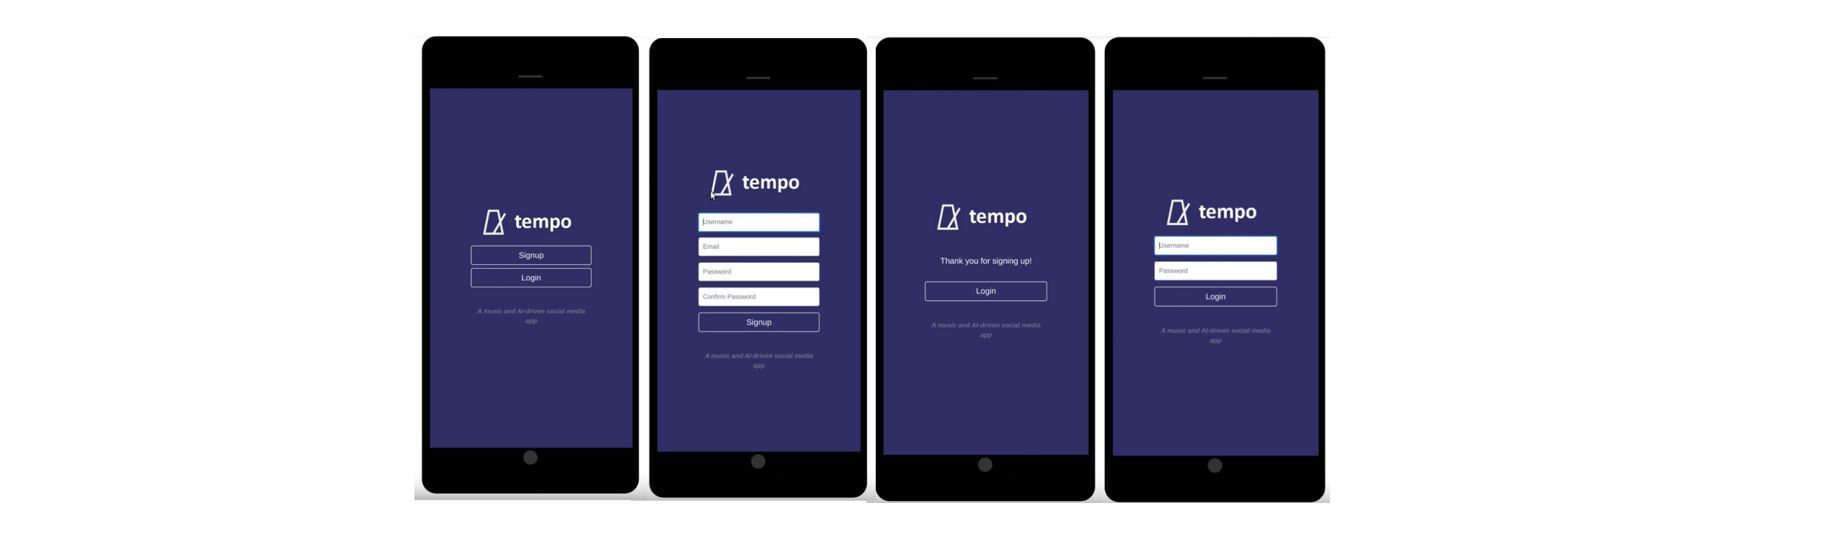 tempo
Signup
Login
A music and AI-driven social media
app
tempo
Username
Email
Password
Confirm Password
Signup
A music and AI-driven social media
app
tempo
Thank you for signing up!
Login
A music and AI-driven social media
app
tempo
Username
Password
Login
A music and AI-driven social media
app